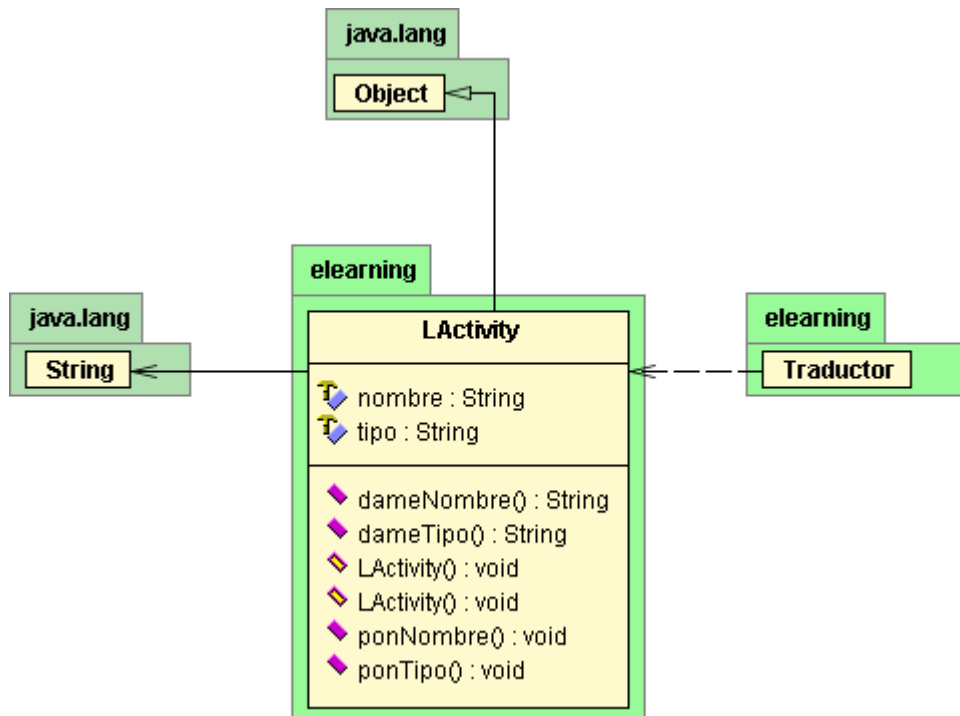 java.lang
Object
elearning
LActivity
nombre : String
tipo : String
dameNombre() : String
dameTipo() : String
LActivity() : void
LActivity() : void
ponNombre() : void
ponTipo() : void
java.lang
String
elearning
Traductor